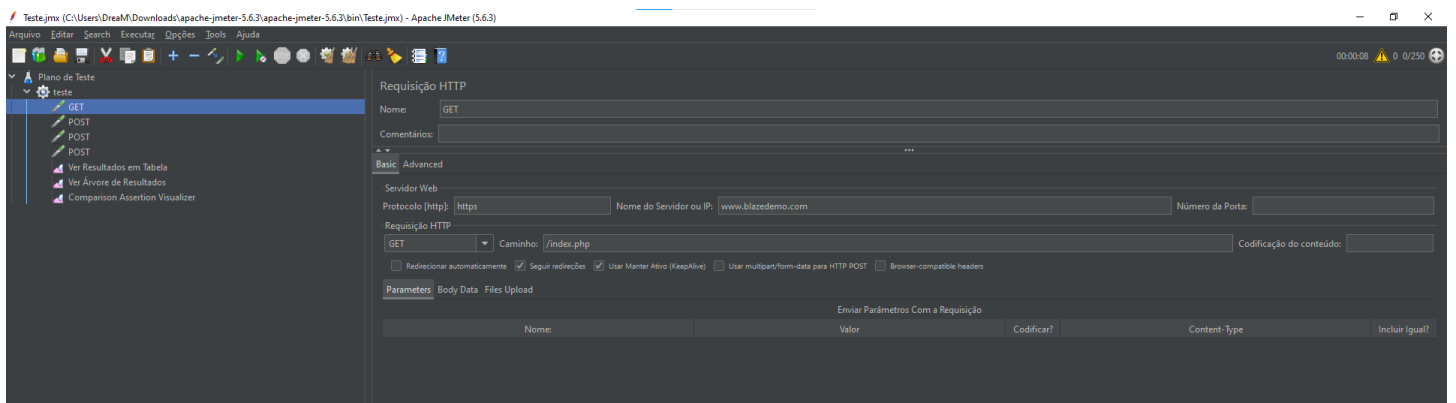 Teste.jmx (C:\Users\DreaM\Downloads\apache-jmeter-5.6.3\apache-jmeter-5.6.3\bin\Teste.jmx) - Apache JMeter (5.6.3)
Arquivo Editar Search Executar Opções Tools Ajuda
00:00:08 0 0/250
Plano de Teste
teste
GET
POST
POST
POST
Ver Resultados em Tabela
Ver Árvore de Resultados
Comparison Assertion Visualizer
Requisição HTTP
Nome: GET
Comentários:
Basic Advanced
Servidor Web
Protocolo [http]: https Nome do Servidor ou IP: www.blazedemo.com Número da Porta:
Requisição HTTP
GET Caminho: /index.php Codificação do conteúdo:
Redirecionar automaticamente Seguir redireções Usar Manter Ativo (KeepAlive) Usar multipart/form-data para HTTP POST Browser-compatible headers
Parameters Body Data Files Upload
Enviar Parâmetros Com a Requisição
Nome: Valor Codificar? Content-Type Incluir Igual?